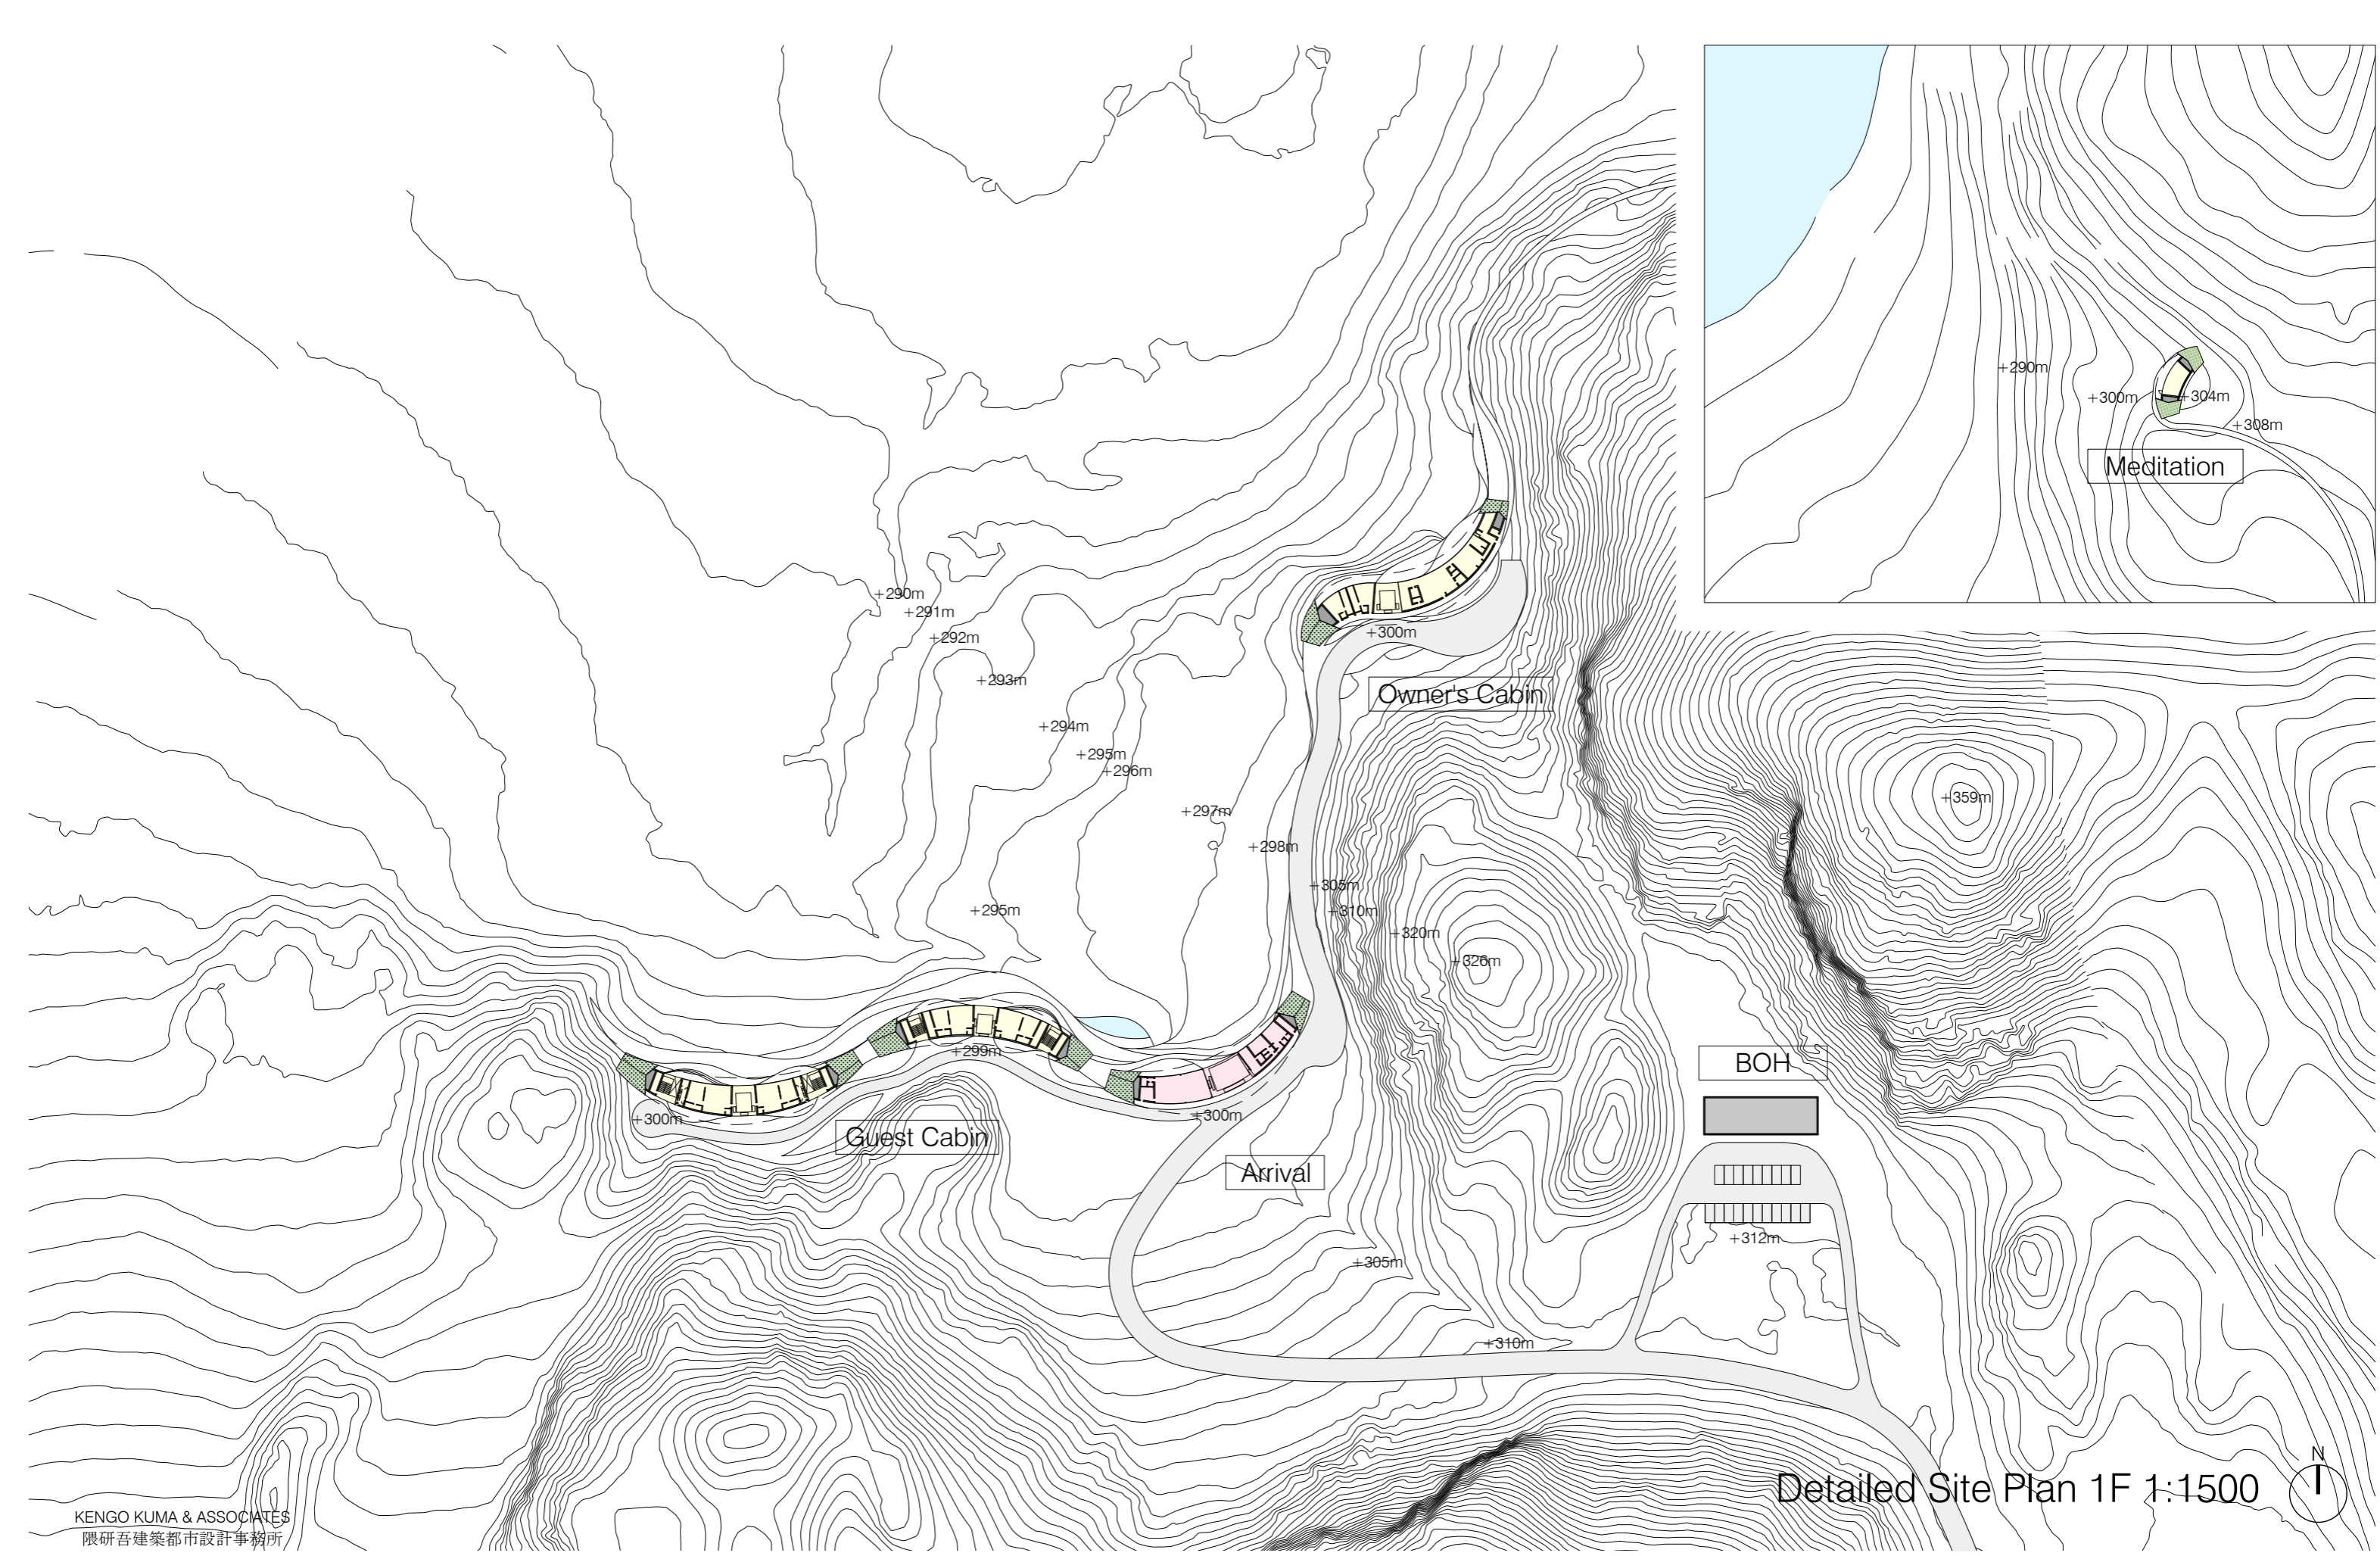 +290m
+300m
+304m
+308m
Meditation
+290m
+291m
+292m
+293m
+294m
+295m
+296m
+297m
+298m
+300m
Owner's Cabin
+359m
+305m
+310m
+320m
+326m
+295m
+299m
+300m
Guest Cabin
+300m
Arrival
BOH
+312m
+305m
+310m
Detailed Site Plan 1F 1:1500
N
KENGO KUMA & ASSOCIATES
隈研吾建築都市設計事務所